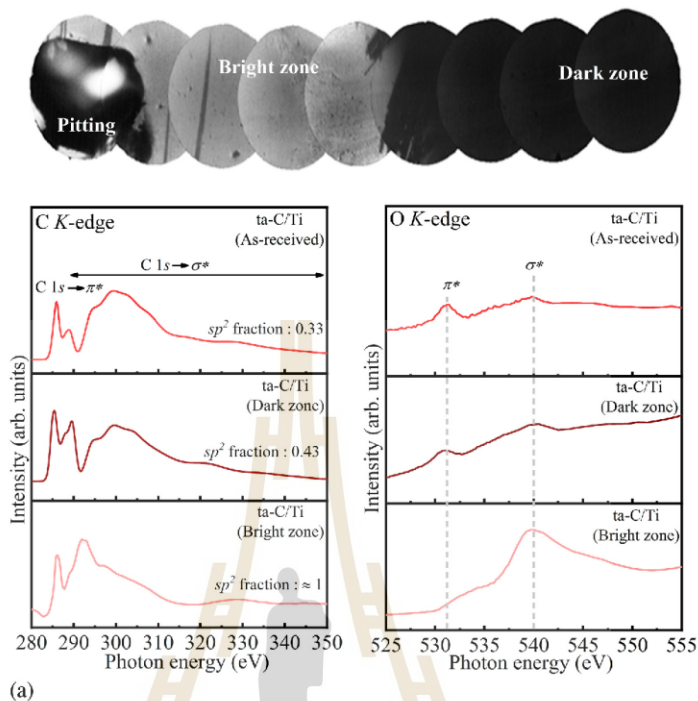 Bright zone
Dark zone
Pitting
C K-edge
ta-C/Ti
(As-received)
C 1s→σ*
C 1s→π*
sp² fraction : 0.33
ta-C/Ti
(Dark zone)
sp² fraction : 0.43
ta-C/Ti
(Bright zone)
sp² fraction : ≈ 1
Intensity (arb. units)
280 290 300 310 320 330 340 350
Photon energy (eV)
O K-edge
ta-C/Ti
(As-received)
σ*
π*
ta-C/Ti
(Dark zone)
ta-C/Ti
(Bright zone)
Intensity (arb. units)
525 530 535 540 545 550 555
Photon energy (eV)
(a)